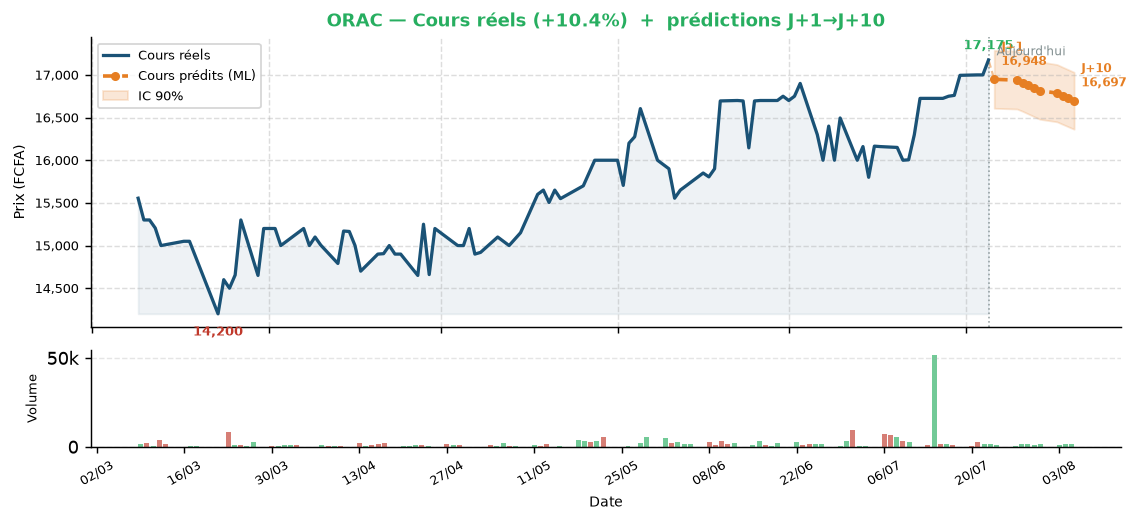 ORAC — Cours réels (+10.4%) + prédictions J+1→J+10
Cours réels
Cours prédits (ML)
IC 90%
17,175
J+1
Aujourd'hui
16,948
J+10
16,697
14,200
Prix (FCFA)
17,000
16,500
16,000
15,500
15,000
14,500
Volume
50k
0
02/03 16/03 30/03 13/04 27/04 11/05 25/05 08/06 22/06 06/07 20/07 03/08
Date